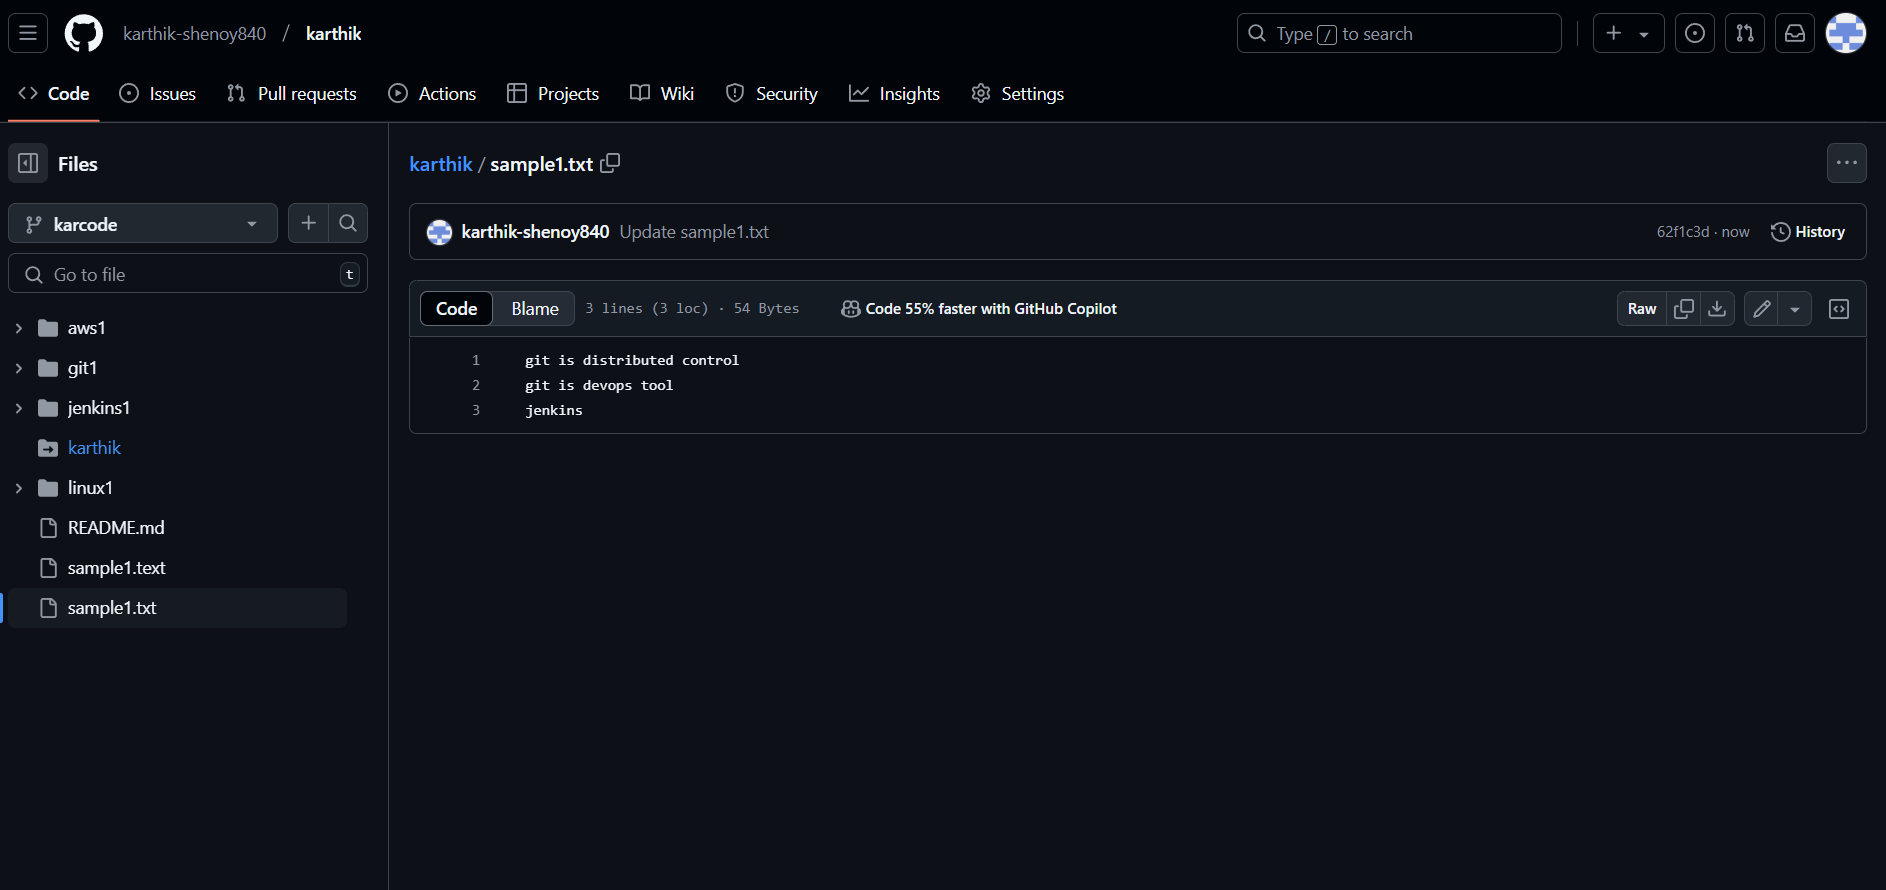 karthik-shenoy840 / karthik
Type / to search
Code Issues Pull requests Actions Projects Wiki Security Insights Settings
Files
karcode
Go to file t
aws1
git1
jenkins1
karthik
linux1
README.md
sample1.text
sample1.txt
karthik / sample1.txt
karthik-shenoy840 Update sample1.txt 62f1c3d · now History
Code Blame 3 lines (3 loc) · 54 Bytes Code 55% faster with GitHub Copilot Raw
1 git is distributed control
2 git is devops tool
3 jenkins